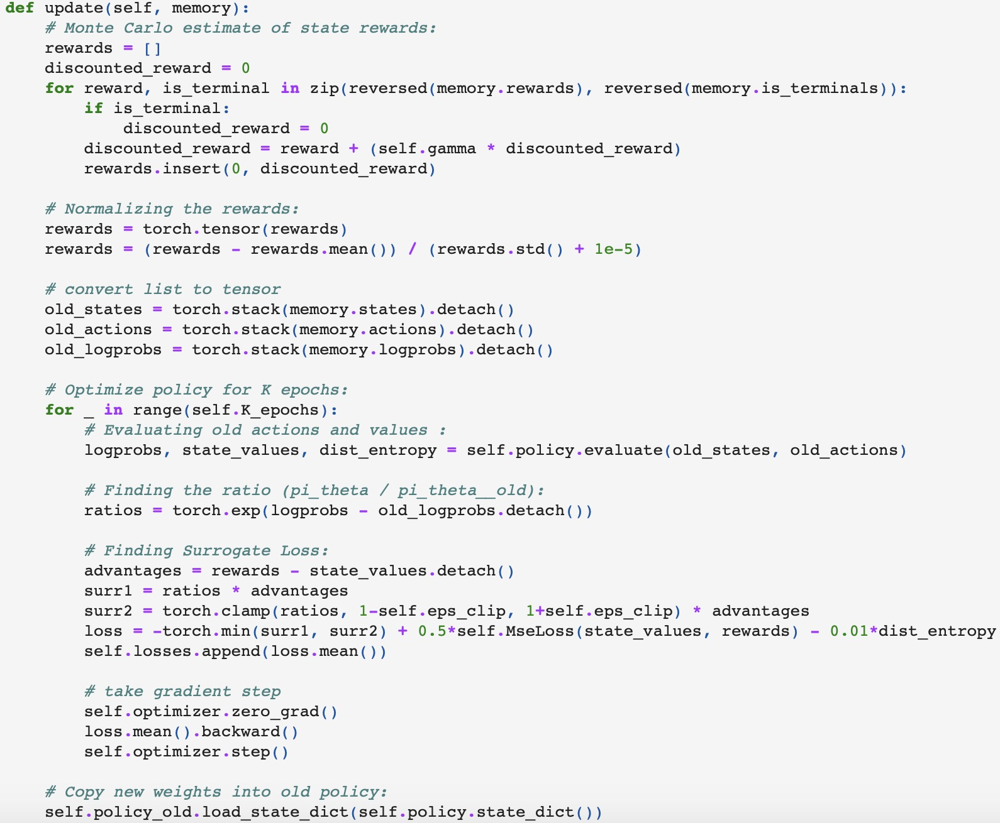 def update(self, memory):
    # Monte Carlo estimate of state rewards:
    rewards = []
    discounted_reward = 0
    for reward, is_terminal in zip(reversed(memory.rewards), reversed(memory.is_terminals)):
        if is_terminal:
            discounted_reward = 0
        discounted_reward = reward + (self.gamma * discounted_reward)
        rewards.insert(0, discounted_reward)

    # Normalizing the rewards:
    rewards = torch.tensor(rewards)
    rewards = (rewards - rewards.mean()) / (rewards.std() + 1e-5)

    # convert list to tensor
    old_states = torch.stack(memory.states).detach()
    old_actions = torch.stack(memory.actions).detach()
    old_logprobs = torch.stack(memory.logprobs).detach()

    # Optimize policy for K epochs:
    for _ in range(self.K_epochs):
        # Evaluating old actions and values :
        logprobs, state_values, dist_entropy = self.policy.evaluate(old_states, old_actions)

        # Finding the ratio (pi_theta / pi_theta__old):
        ratios = torch.exp(logprobs - old_logprobs.detach())

        # Finding Surrogate Loss:
        advantages = rewards - state_values.detach()
        surr1 = ratios * advantages
        surr2 = torch.clamp(ratios, 1-self.eps_clip, 1+self.eps_clip) * advantages
        loss = -torch.min(surr1, surr2) + 0.5*self.MseLoss(state_values, rewards) - 0.01*dist_entropy
        self.losses.append(loss.mean())

        # take gradient step
        self.optimizer.zero_grad()
        loss.mean().backward()
        self.optimizer.step()

    # Copy new weights into old policy:
    self.policy_old.load_state_dict(self.policy.state_dict())